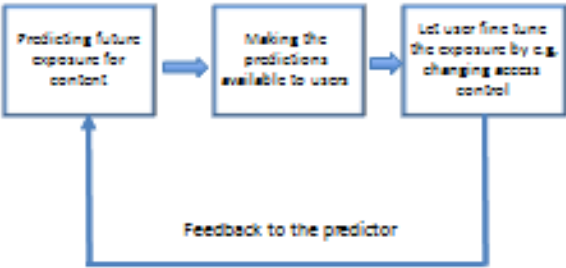 Predicting future
exposure for
content
Making the
predictions
available to users
Let user fine tune
the exposure by e.g.
changing access
control
Feedback to the predictor